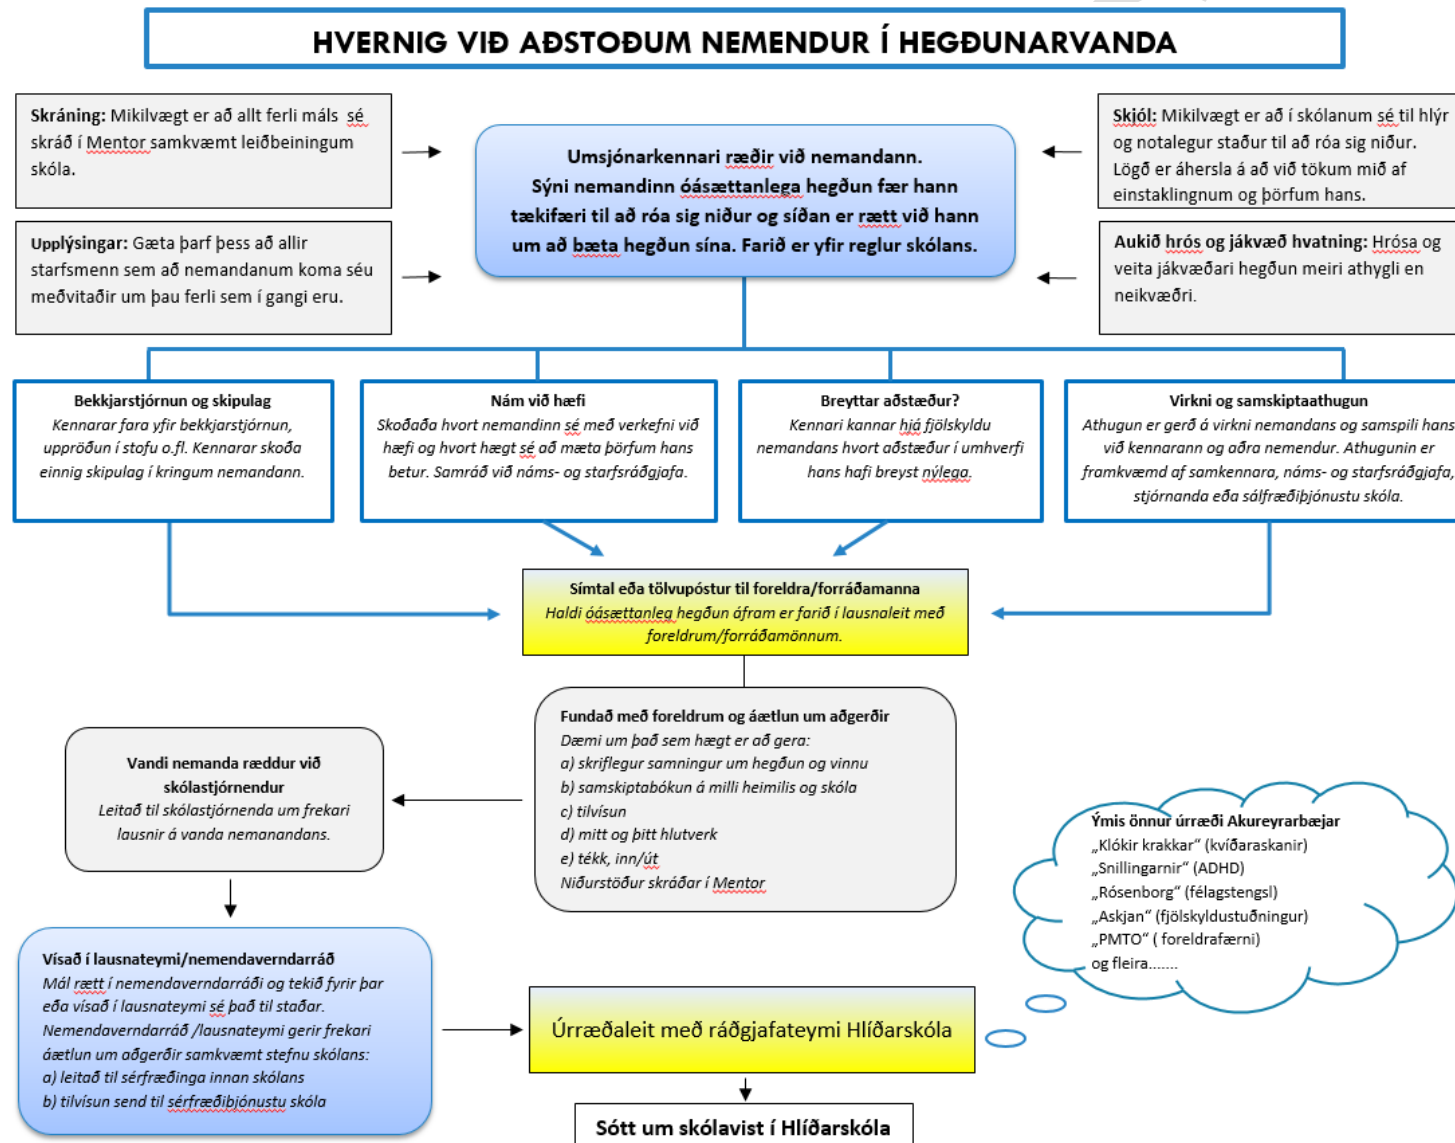 HVERNIG VIÐ AÐSTOÐUM NEMENDUR Í HEGÐUNARVANDA
Skráning: Mikilvægt er að allt ferli máls sé
skráð í Mentor samkvæmt leiðbeiningum
skóla.
Upplýsingar: Gæta þarf þess að allir
starfsmenn sem að nemandanum koma séu
meðvitaðir um þau ferli sem í gangi eru.
Umsjónarkennari ræðir við nemandann.
Sýni nemandinn óásættanlega hegðun fær hann
tækifæri til að róa sig niður og síðan er rætt við hann
um að bæta hegðun sína. Farið er yfir reglur skólans.
Skjól: Mikilvægt er að í skólanum sé til hlýr
og notalegur staður til að róa sig niður.
Lögð er áhersla á að við tökum mið af
einstaklingnum og þörfum hans.
Aukið hrós og jákvæð hvatning: Hrósa og
veita jákvæðari hegðun meiri athygli en
neikvæðri.
Bekkjarstjórnun og skipulag
Kennarar fara yfir bekkjarstjórnun,
uppröðun í stofu o.fl. Kennarar skoða
einnig skipulag í kringum nemandann.
Nám við hæfi
Skoðaða hvort nemandinn sé með verkefni við
hæfi og hvort hægt sé að mæta þörfum hans
betur. Samráð við náms- og starfsráðgjafa.
Breyttar aðstæður?
Kennari kannar hjá fjölskyldu
nemandans hvort aðstæður í umhverfi
hans hafi breyst nýlega.
Virkni og samskiptaathugun
Athugun er gerð á virkni nemandans og samspili hans
við kennarann og aðra nemendur. Athugunin er
framkvæmd af samkennara, náms- og starfsráðgjafa,
stjórnanda eða sálfræðiþjónustu skóla.
Símtal eða tölvupóstur til foreldra/forráðamanna
Haldi óásættanleg hegðun áfram er farið í lausnaleit með
foreldrum/forráðamönnum.
Fundað með foreldrum og áætlun um aðgerðir
Dæmi um það sem hægt er að gera:
a) skriflegur samningur um hegðun og vinnu
b) samskiptabókun á milli heimilis og skóla
c) tilvísun
d) mitt og þitt hlutverk
e) tékk, inn/út
Niðurstöður skráðar í Mentor
Vandi nemanda ræddur við
skólastjórnendur
Leitað til skólastjórnenda um frekari
lausnir á vanda nemanandans.
Vísað í lausnateymi/nemendaverndarráð
Mál rætt í nemendaverndarráði og tekið fyrir þar
eða vísað í lausnateymi sé það til staðar.
Nemendaverndarráð /lausnateymi gerir frekari
áætlun um aðgerðir samkvæmt stefnu skólans:
a) leitað til sérfræðinga innan skólans
b) tilvísun send til sérfræðiþjónustu skóla
Úrræðaleit með ráðgjafateymi Hlíðarskóla
Sótt um skólavist í Hlíðarskóla
Ýmis önnur úrræði Akureyrarbæjar
„Klókir krakkar“ (kvíðaraskanir)
„Snillingarnir“ (ADHD)
„Rósenborg“ (félagstengsl)
„Askjan“ (fjölskyldustuðningur)
„PMTO“ ( foreldrafærni)
og fleira.......